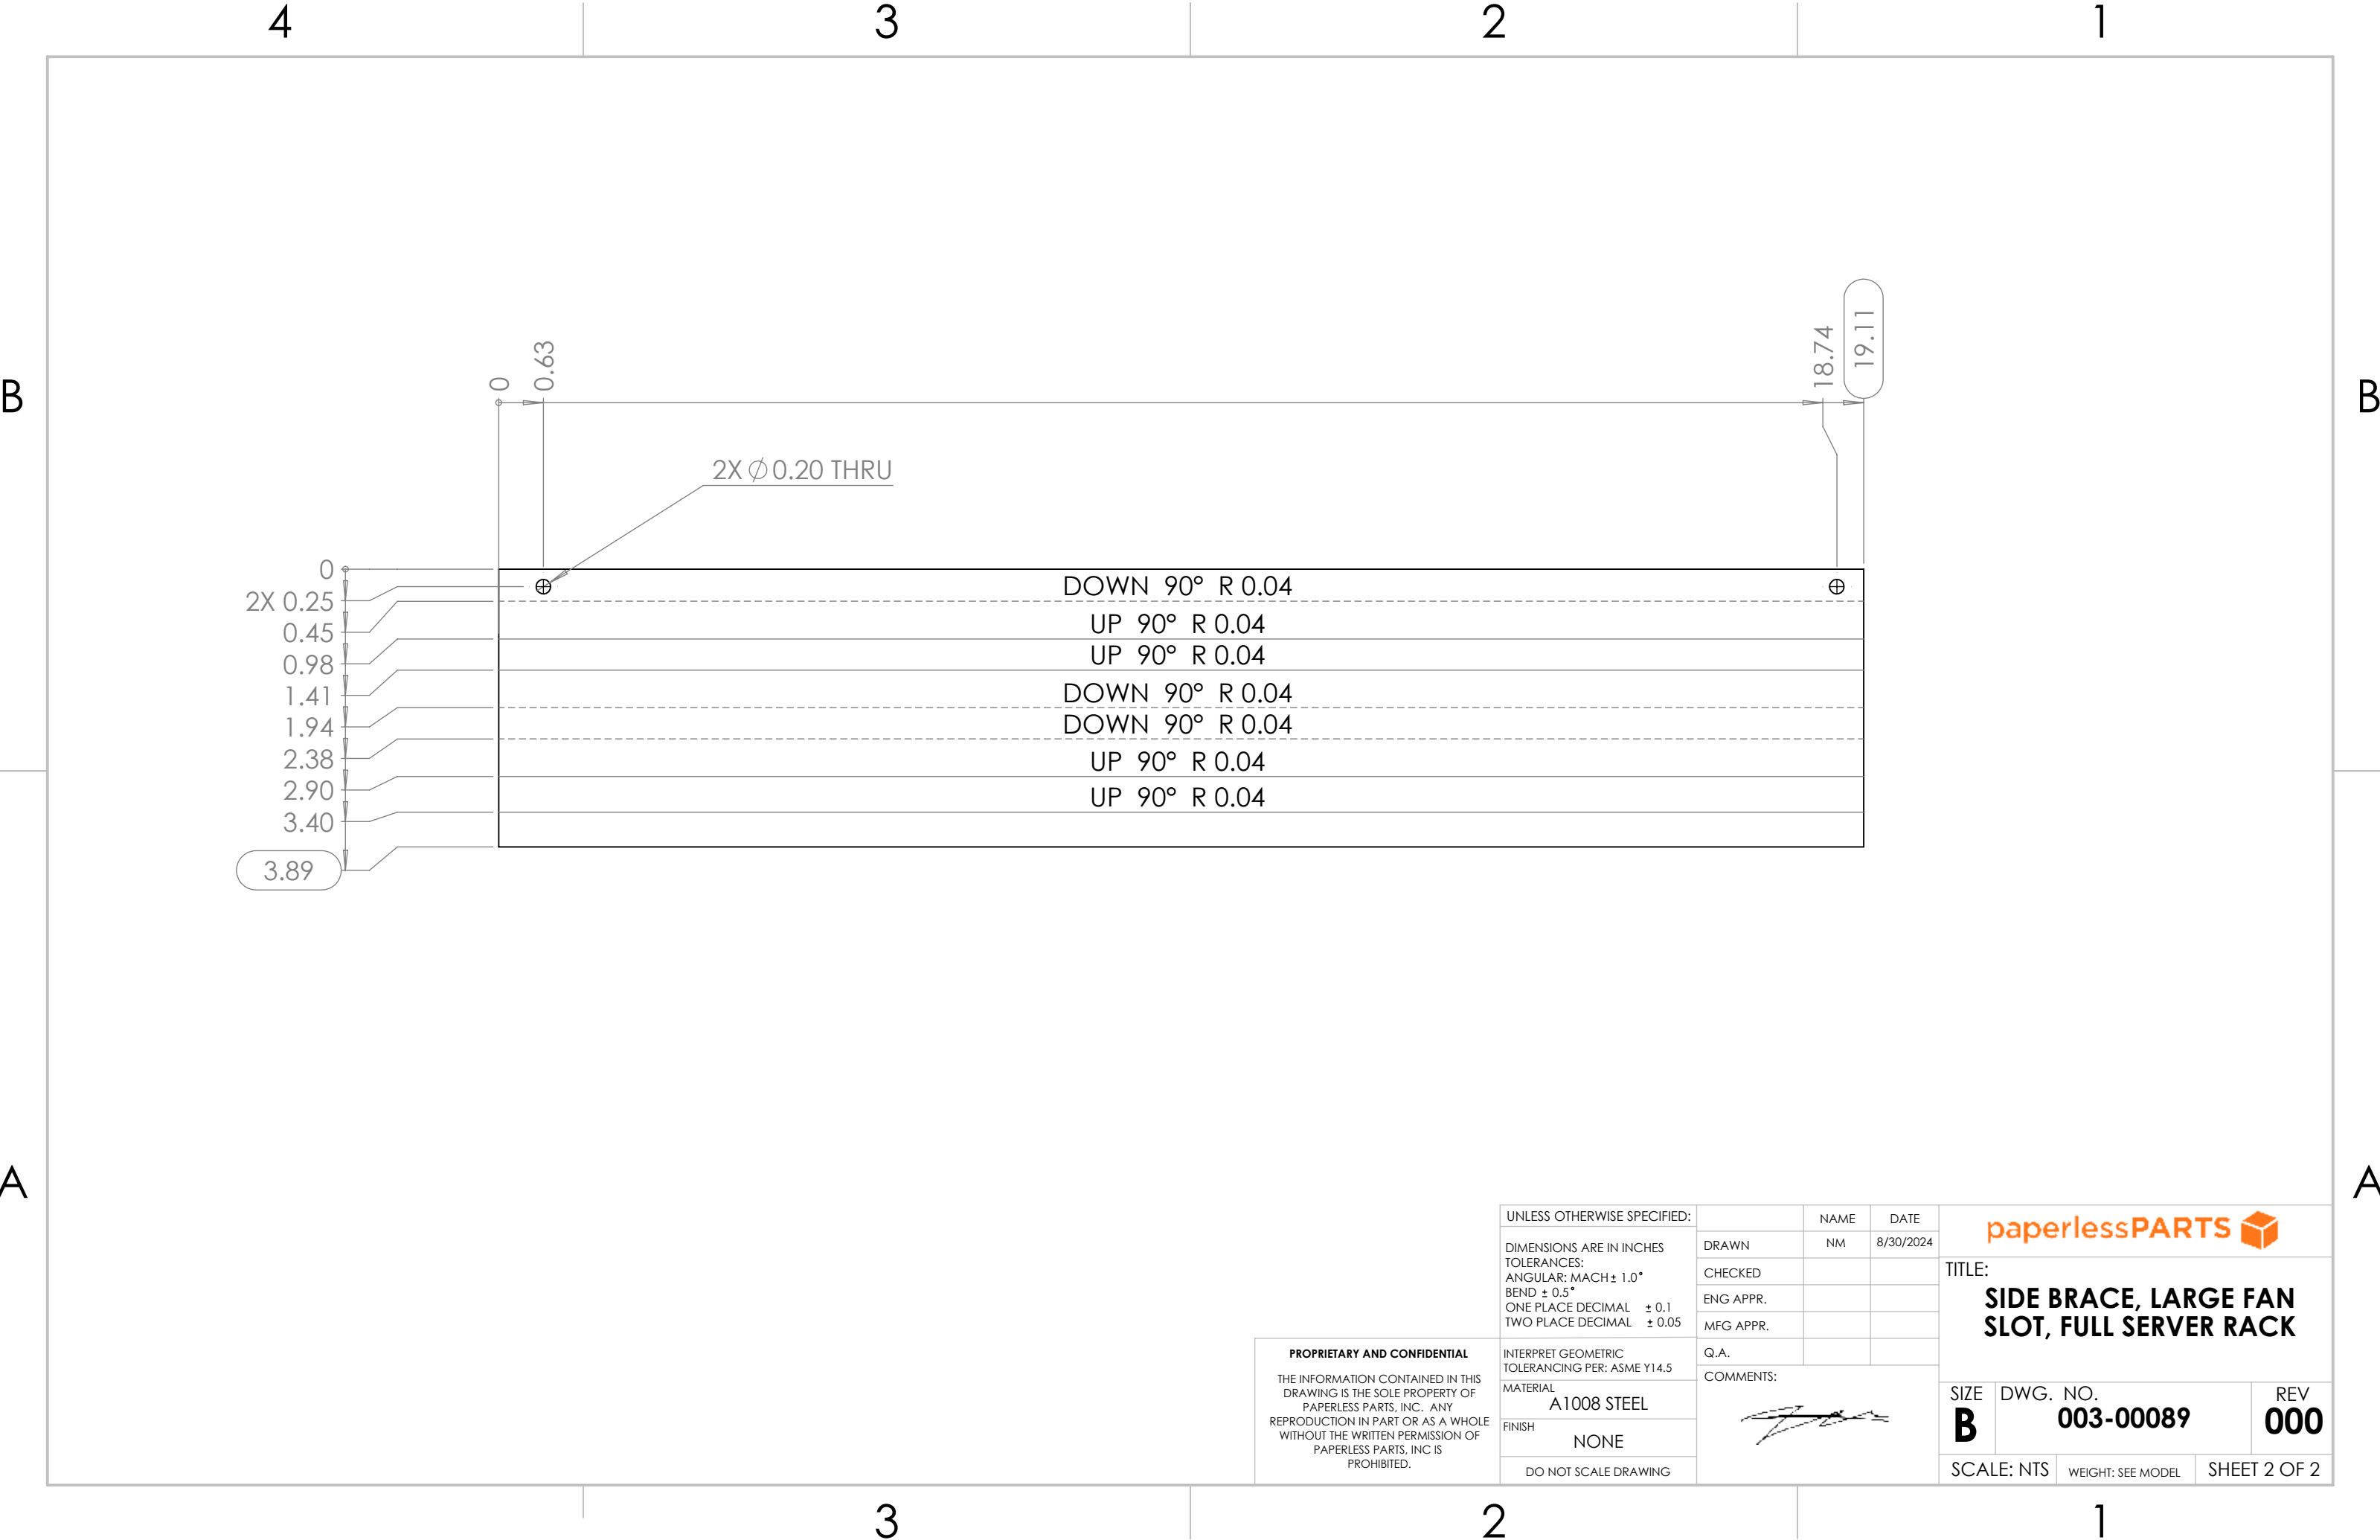 4 3 2 1
B B
0 0.63 18.74 19.11
2X ∅ 0.20 THRU
0
2X 0.25
0.45
0.98
1.41
1.94
2.38
2.90
3.40
3.89
DOWN 90° R 0.04
UP 90° R 0.04
UP 90° R 0.04
DOWN 90° R 0.04
DOWN 90° R 0.04
UP 90° R 0.04
UP 90° R 0.04
A A
PROPRIETARY AND CONFIDENTIAL
THE INFORMATION CONTAINED IN THIS
DRAWING IS THE SOLE PROPERTY OF
PAPERLESS PARTS, INC. ANY
REPRODUCTION IN PART OR AS A WHOLE
WITHOUT THE WRITTEN PERMISSION OF
PAPERLESS PARTS, INC IS
PROHIBITED.
UNLESS OTHERWISE SPECIFIED:
DIMENSIONS ARE IN INCHES
TOLERANCES:
ANGULAR: MACH ± 1.0°
BEND ± 0.5°
ONE PLACE DECIMAL ± 0.1
TWO PLACE DECIMAL ± 0.05
INTERPRET GEOMETRIC
TOLERANCING PER: ASME Y14.5
MATERIAL
A1008 STEEL
FINISH
NONE
DO NOT SCALE DRAWING
NAME DATE
DRAWN NM 8/30/2024
CHECKED
ENG APPR.
MFG APPR.
Q.A.
COMMENTS:
paperlessPARTS
TITLE:
SIDE BRACE, LARGE FAN
SLOT, FULL SERVER RACK
SIZE DWG. NO. REV
B 003-00089 000
SCALE: NTS WEIGHT: SEE MODEL SHEET 2 OF 2
3 2 1